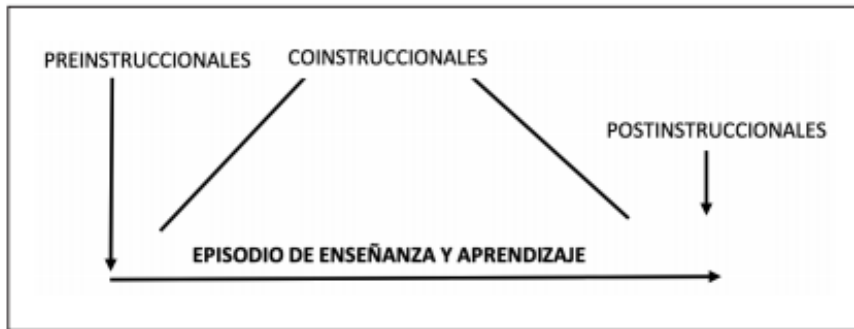 PREINSTRUCCIONALES
COINSTRUCCIONALES
POSTINSTRUCCIONALES
EPISODIO DE ENSEÑANZA Y APRENDIZAJE